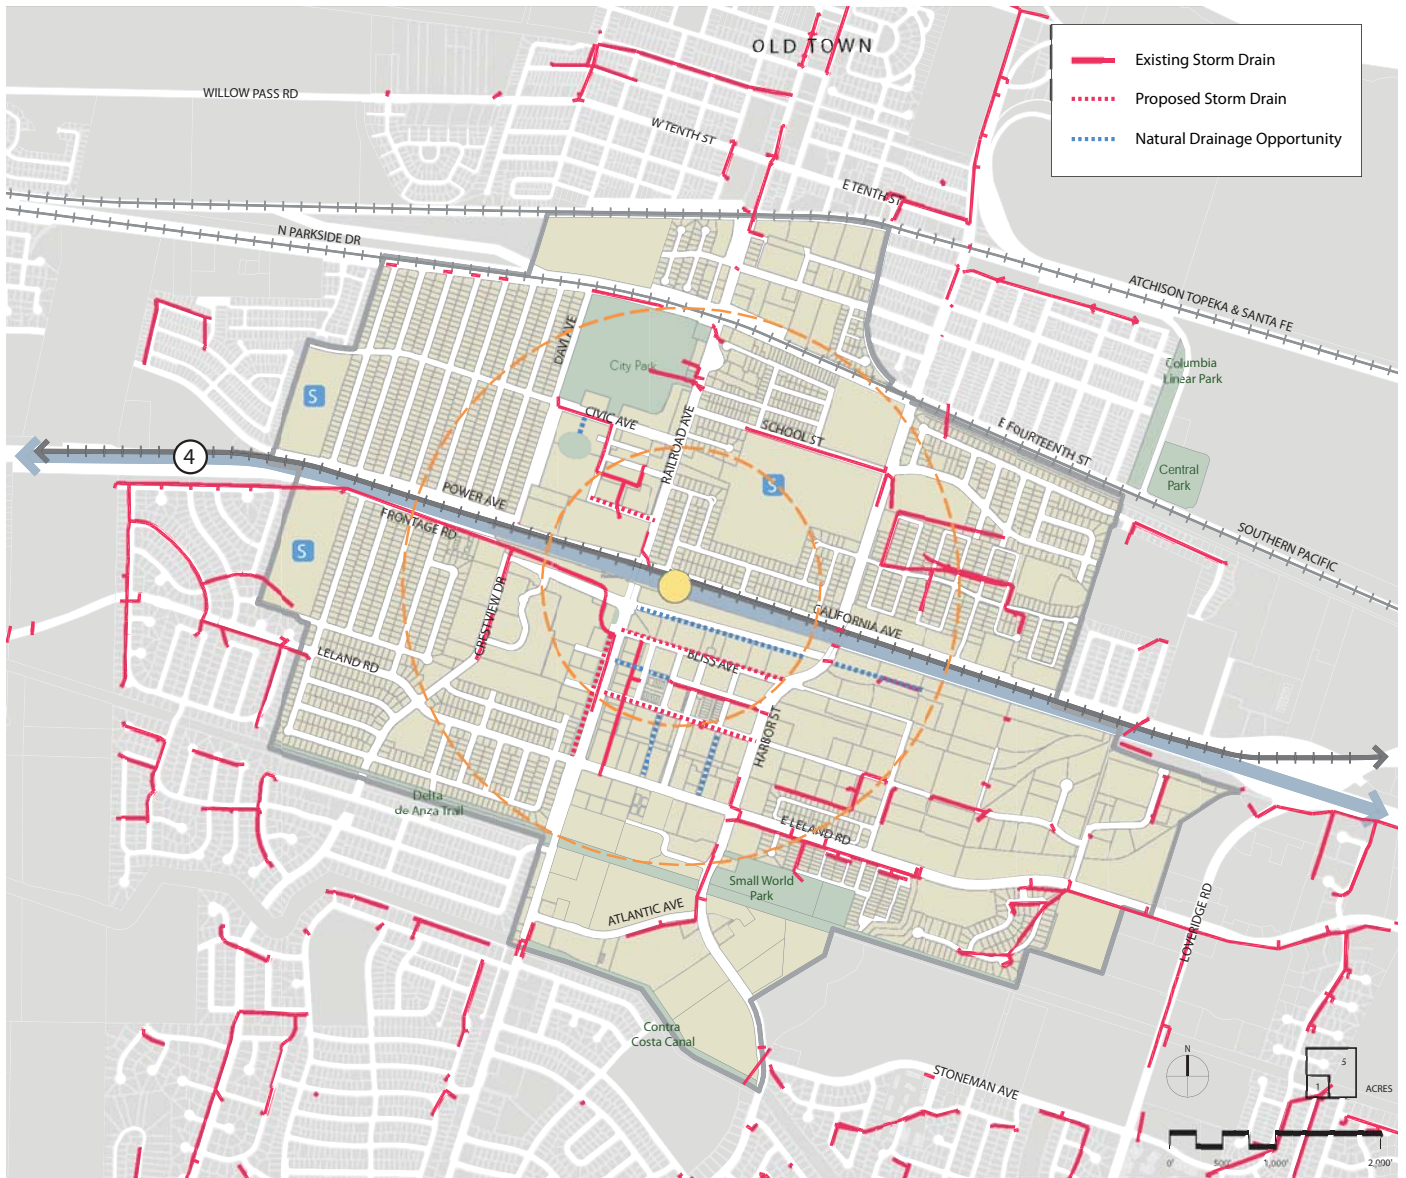 OLD TOWN
Existing Storm Drain
Proposed Storm Drain
Natural Drainage Opportunity
WILLOW PASS RD
W TENTH ST
E TENTH ST
N PARKSIDE DR
ATCHISON TOPEKA & SANTA FE
DAVI AVE
City Park
Columbia
Linear Park
S
CIVIC AVE
RAILROAD AVE
SCHOOL ST
E FOURTEENTH ST
4
Central
Park
S
POWER AVE
FRONTAGE RD
SOUTHERN PACIFIC
S
CRESTVIEW DR
CALIFORNIA AVE
LELAND RD
BLISS AVE
HARBOR ST
Delta
de Anza Trail
E LELAND RD
Small World
Park
ATLANTIC AVE
LOVERIDGE RD
Contra
Costa Canal
STONEMAN AVE
N
5
1
ACRES
0'
500'
1,000'
2,000'